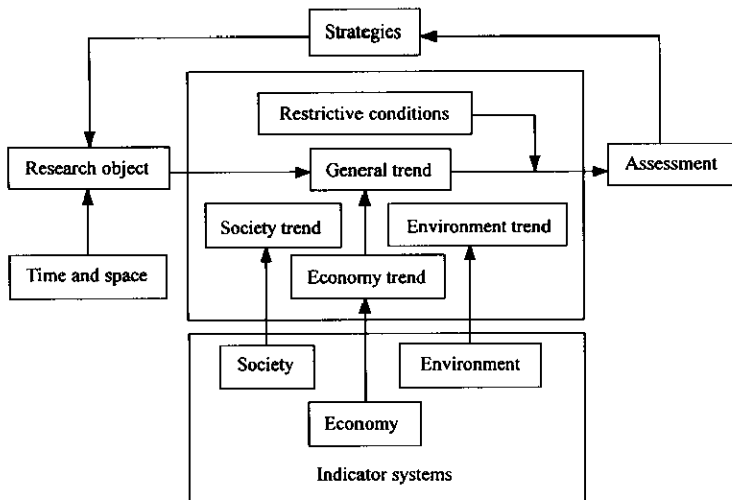 Strategies
Restrictive conditions
Research object
General trend
Assessment
Society trend
Environment trend
Time and space
Economy trend
Society
Environment
Economy
Indicator systems